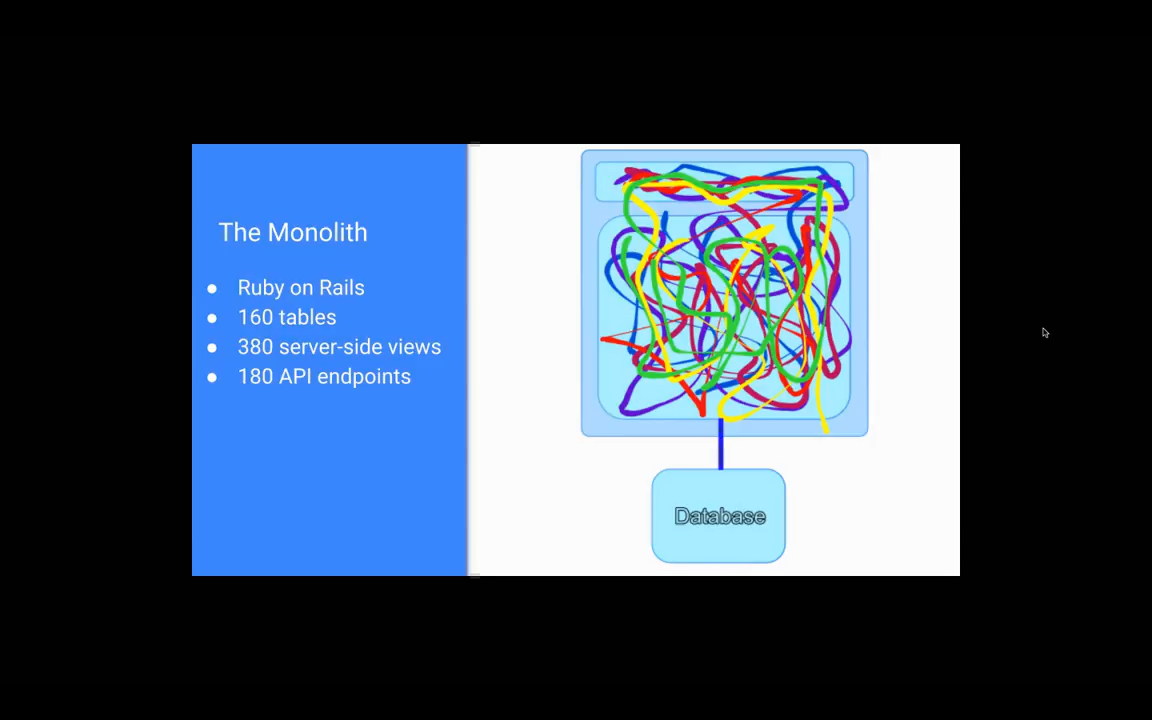 The Monolith
● Ruby on Rails
● 160 tables
● 380 server-side views
● 180 API endpoints
Database